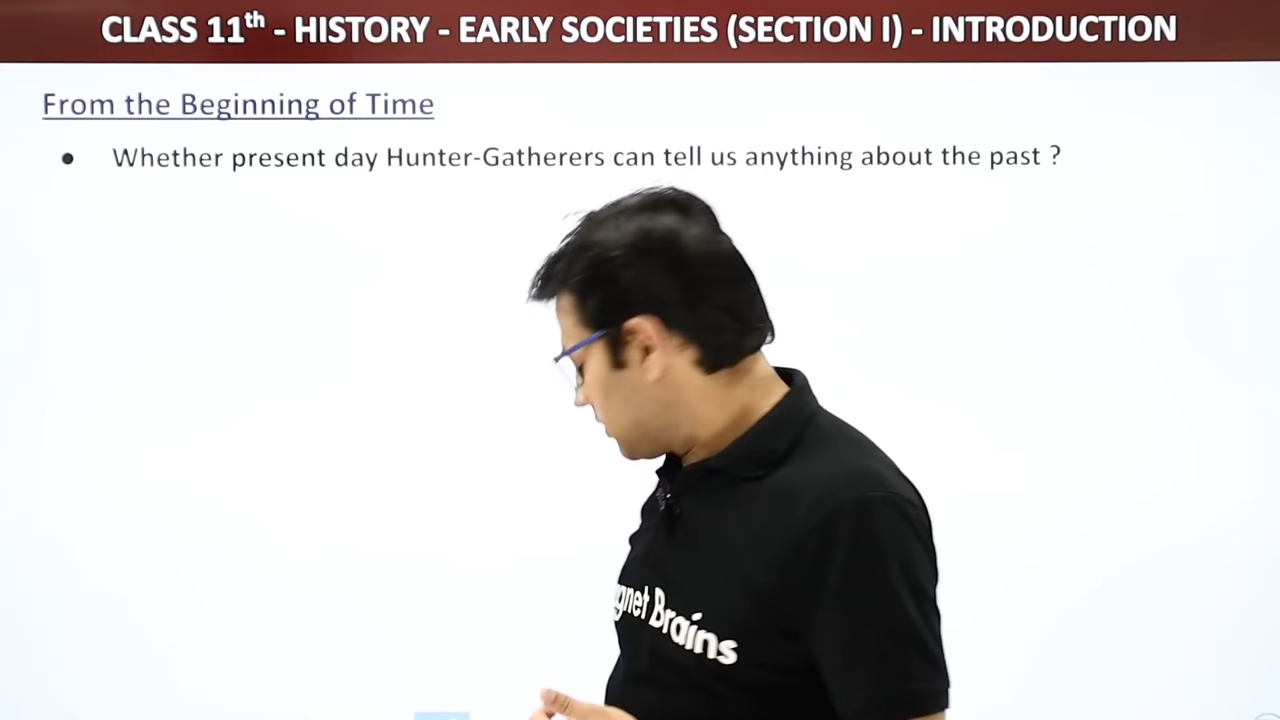 CLASS 11th - HISTORY - EARLY SOCIETIES (SECTION I) - INTRODUCTION
From the Beginning of Time
● Whether present day Hunter-Gatherers can tell us anything about the past ?
Brains